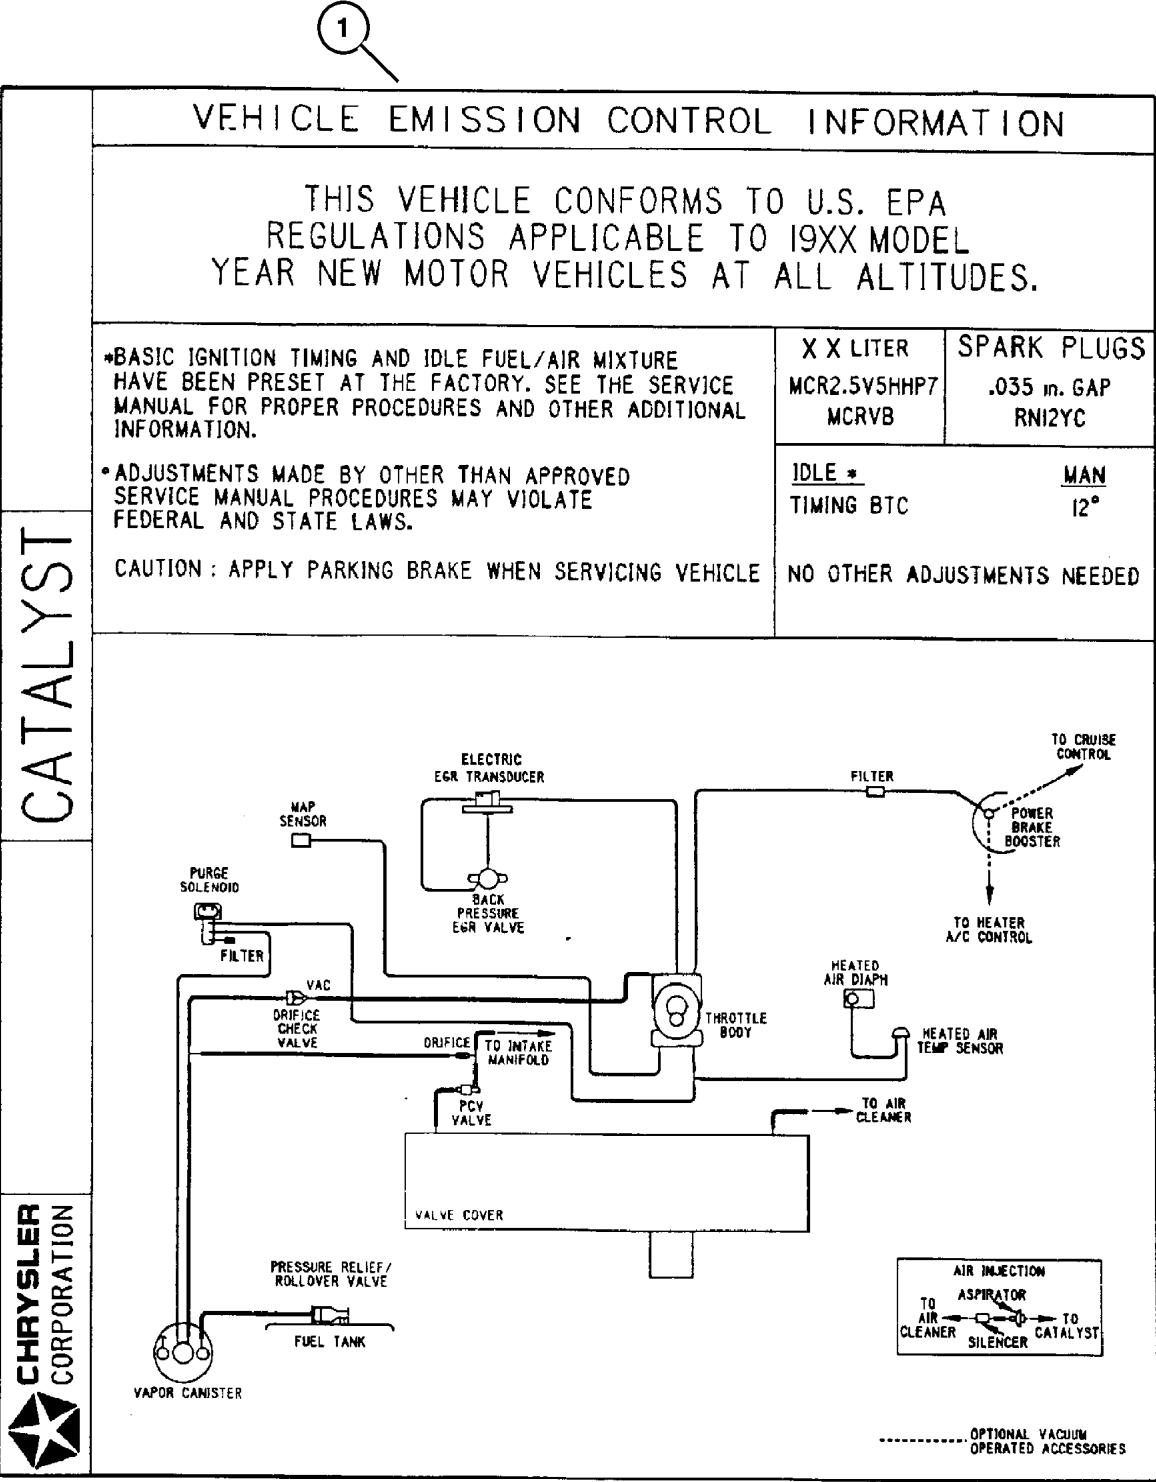 1
VEHICLE EMISSION CONTROL INFORMATION
THIS VEHICLE CONFORMS TO U.S. EPA
REGULATIONS APPLICABLE TO 19XX MODEL
YEAR NEW MOTOR VEHICLES AT ALL ALTITUDES.
*BASIC IGNITION TIMING AND IDLE FUEL/AIR MIXTURE
HAVE BEEN PRESET AT THE FACTORY. SEE THE SERVICE
MANUAL FOR PROPER PROCEDURES AND OTHER ADDITIONAL
INFORMATION.
•ADJUSTMENTS MADE BY OTHER THAN APPROVED
SERVICE MANUAL PROCEDURES MAY VIOLATE
FEDERAL AND STATE LAWS.
CAUTION : APPLY PARKING BRAKE WHEN SERVICING VEHICLE
X X LITER
MCR2.5V5HHP7
MCRVB
SPARK PLUGS
.035 in. GAP
RN12YC
IDLE * MAN
TIMING BTC 12°
NO OTHER ADJUSTMENTS NEEDED
CATALYST
CHRYSLER
CORPORATION
ELECTRIC
EGR TRANSDUCER
MAP
SENSOR
PURGE
SOLENOID
FILTER
BACK
PRESSURE
EGR VALVE
FILTER
TO CRUISE
CONTROL
POWER
BRAKE
BOOSTER
TO HEATER
A/C CONTROL
HEATED
AIR DIAPH
HEATED AIR
TEMP SENSOR
THROTTLE
BODY
VAC
ORIFICE
CHECK
VALVE
ORIFICE
TO INTAKE
MANIFOLD
PCV
VALVE
TO AIR
CLEANER
VALVE COVER
PRESSURE RELIEF/
ROLLOVER VALVE
FUEL TANK
VAPOR CANISTER
AIR INJECTION
ASPIRATOR
TO
AIR
CLEANER
SILENCER
TO
CATALYST
OPTIONAL VACUUM
OPERATED ACCESSORIES